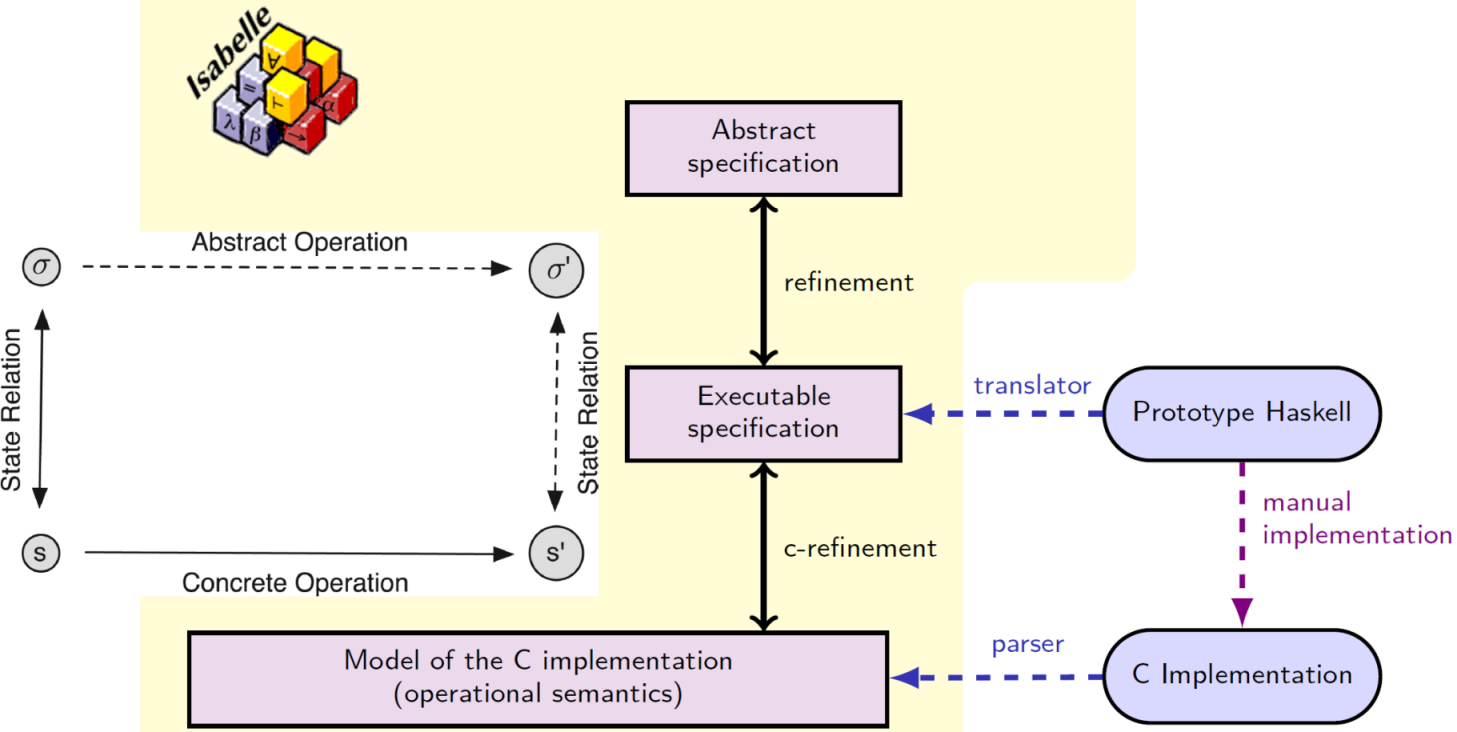 Isabelle
∀
=
⊢
α
λ
β
→
Abstract
specification
Abstract Operation
σ
σ'
refinement
State Relation
State Relation
Executable
specification
translator
Prototype Haskell
manual
implementation
s
s'
c-refinement
Concrete Operation
parser
Model of the C implementation
(operational semantics)
C Implementation